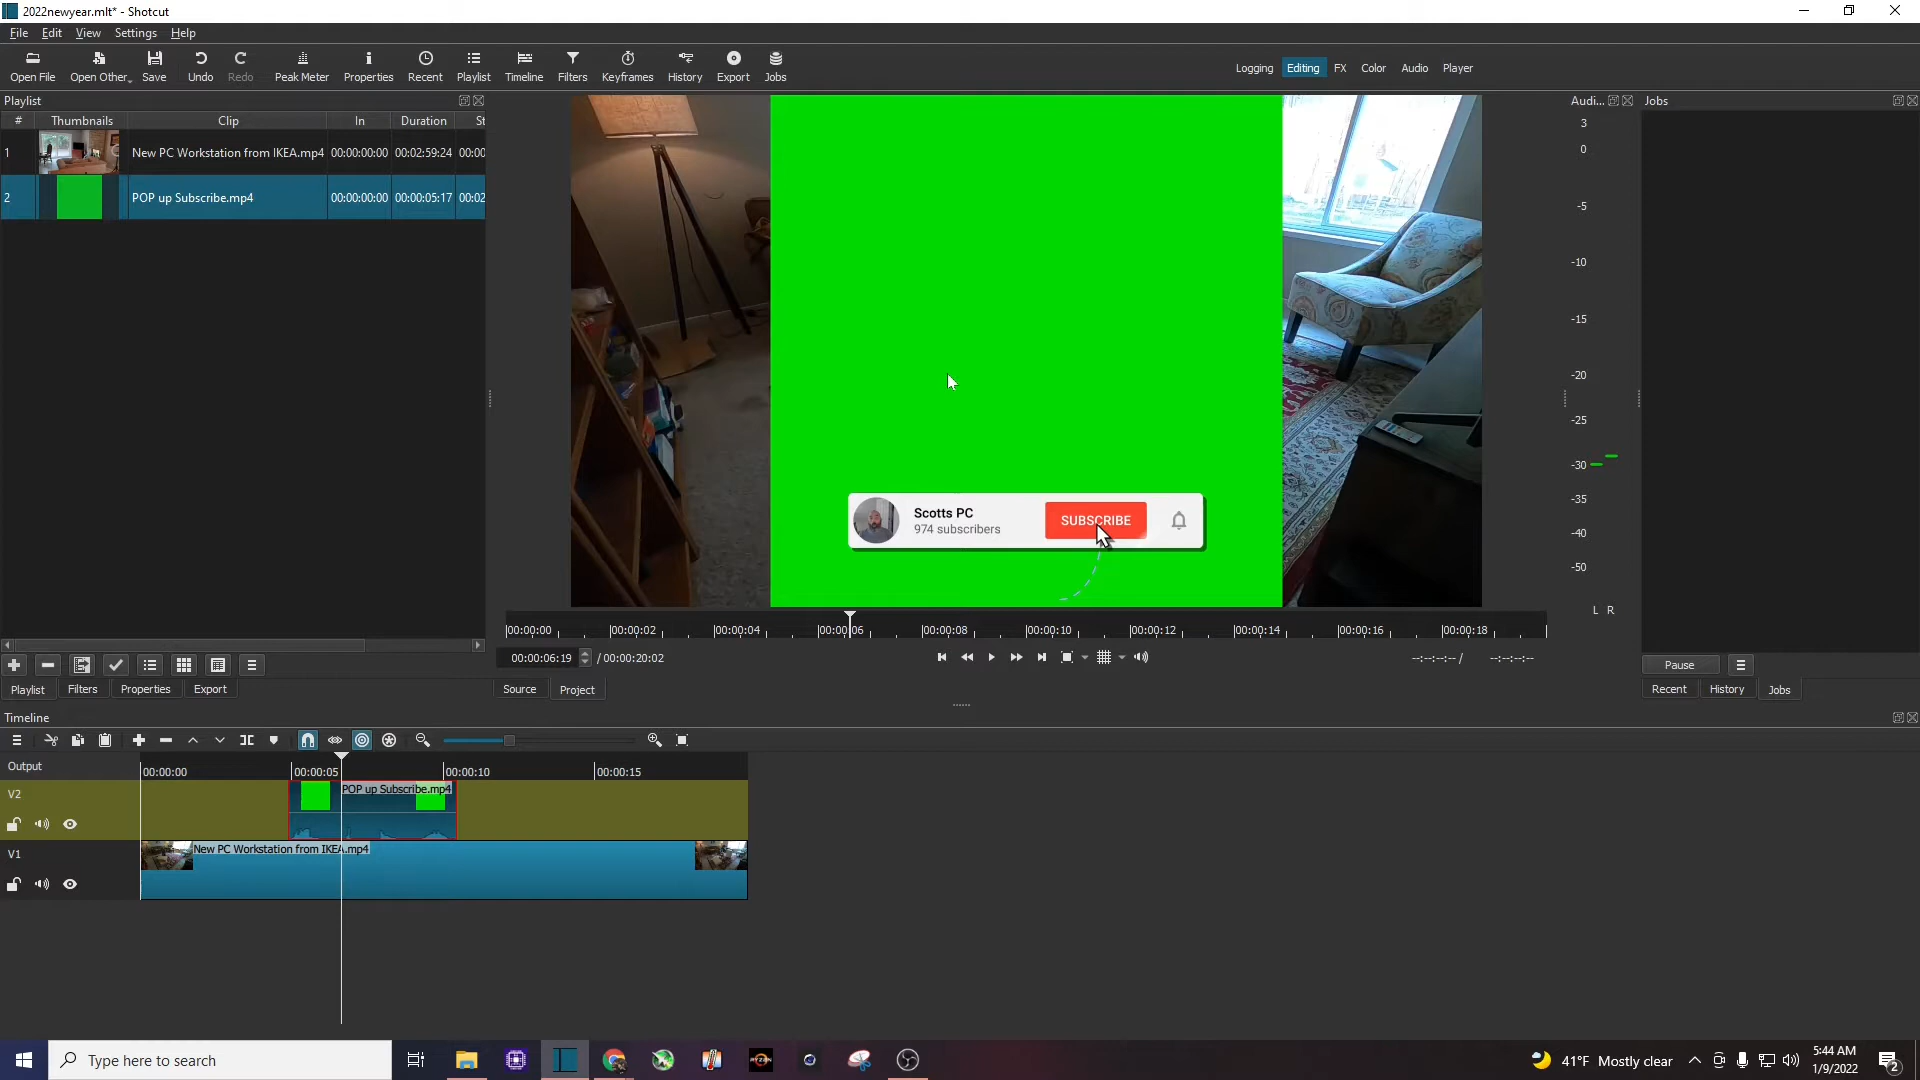 2022newyear.mlt* - Shotcut
File Edit View Settings Help
Open File Open Other Save Undo Redo Peak Meter Properties Recent Playlist Timeline Filters Keyframes History Export Jobs
Logging Editing FX Color Audio Player
Playlist
Audi... Jobs
# Thumbnails Clip In Duration St
1 New PC Workstation from IKEA.mp4 00:00:00:00 00:02:59:24 00:00
2 POP up Subscribe.mp4 00:00:00:00 00:00:05:17 00:02
3
0
-5
-10
-15
-20
-25
-30
-35
-40
-50
L R
Scotts PC
974 subscribers
SUBSCRIBE
00:00:00 00:00:02 00:00:04 00:00:06 00:00:08 00:00:10 00:00:12 00:00:14 00:00:16 00:00:18
00:00:06:19 / 00:00:20:02
--:--:--:-- / --:--:--:--
Pause
Playlist Filters Properties Export
Source Project
Recent History Jobs
Timeline
Output
00:00:00 00:00:05 00:00:10 00:00:15
V2
POP up Subscribe.mp4
V1
New PC Workstation from IKEA.mp4
Type here to search
RYZEN
41°F Mostly clear
5:44 AM
1/9/2022
2